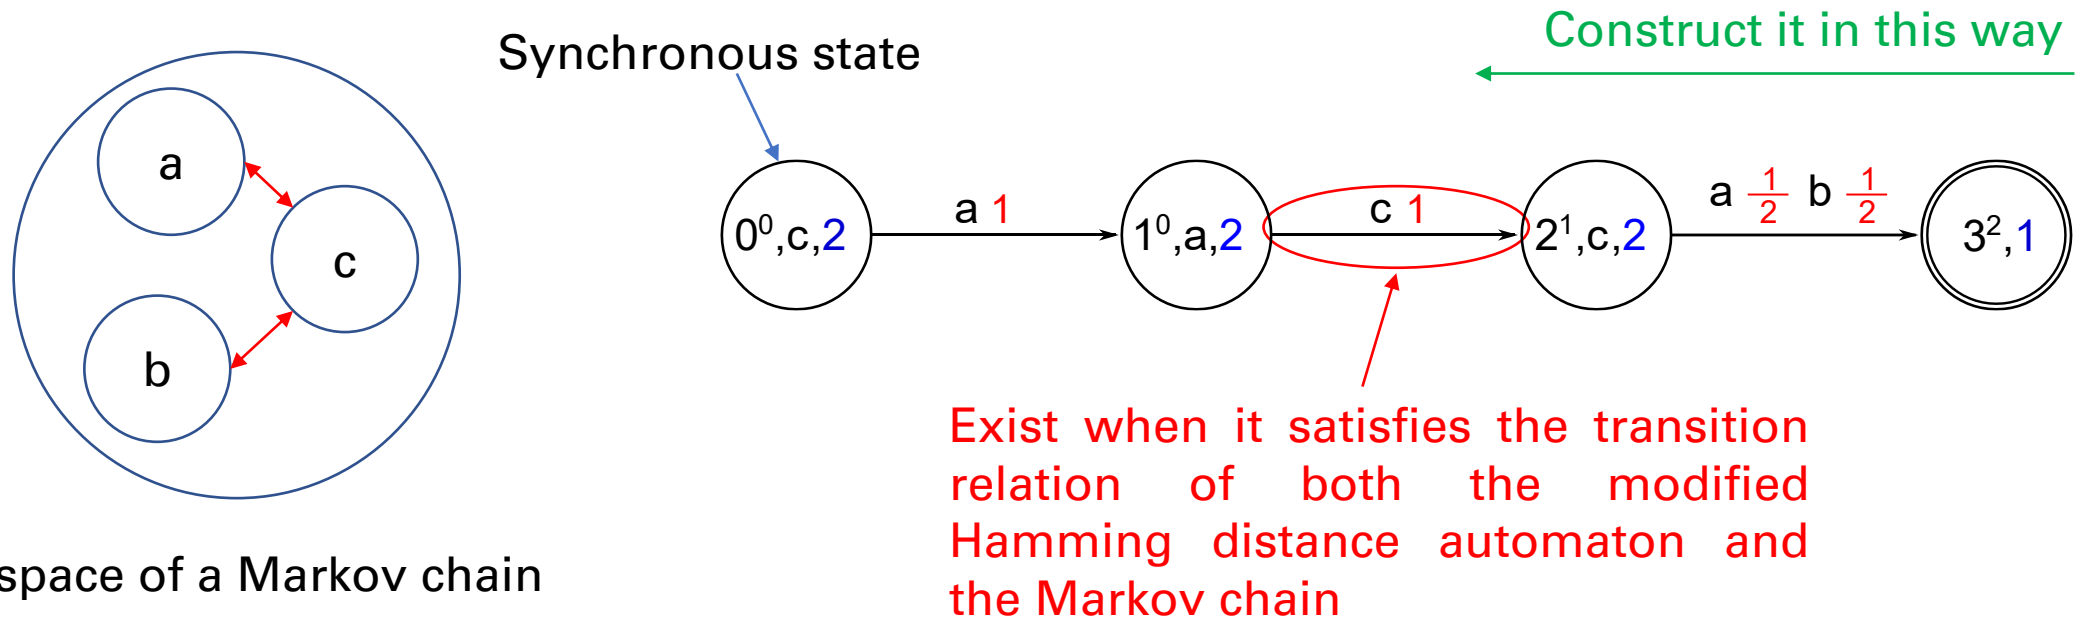 Construct it in this way
Synchronous state
a
c
b
0⁰,c,2
a 1
1⁰,a,2
c 1
2¹,c,2
a 1/2 b 1/2
3²,1
Exist when it satisfies the transition
relation of both the modified
Hamming distance automaton and
the Markov chain
space of a Markov chain